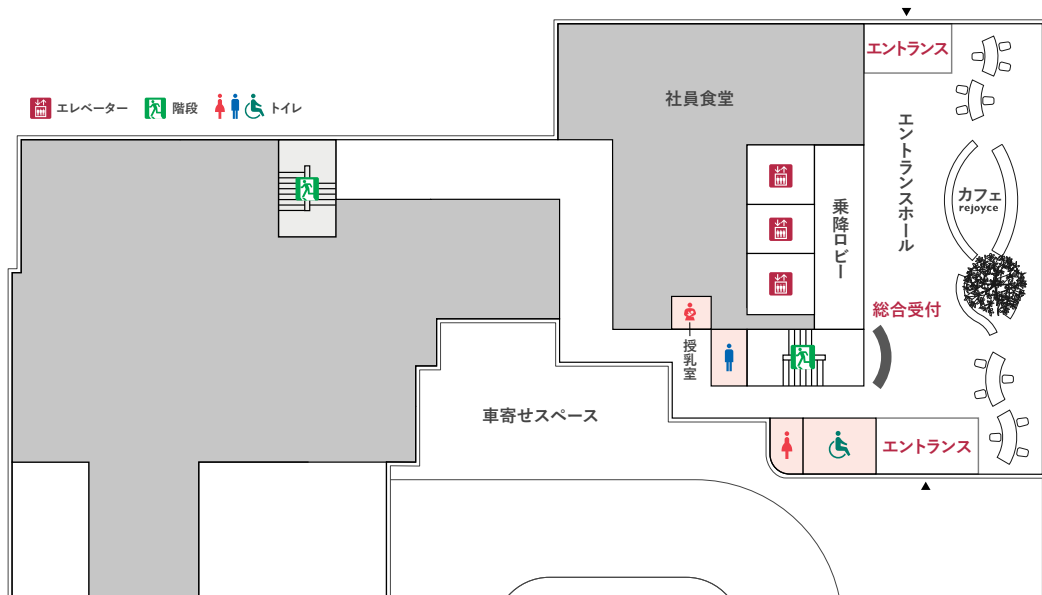 エントランス
社員食堂
エレベーター
階段
トイレ
エントランスホール
カフェ
rejoyce
乗降ロビー
総合受付
授乳室
車寄せスペース
エントランス